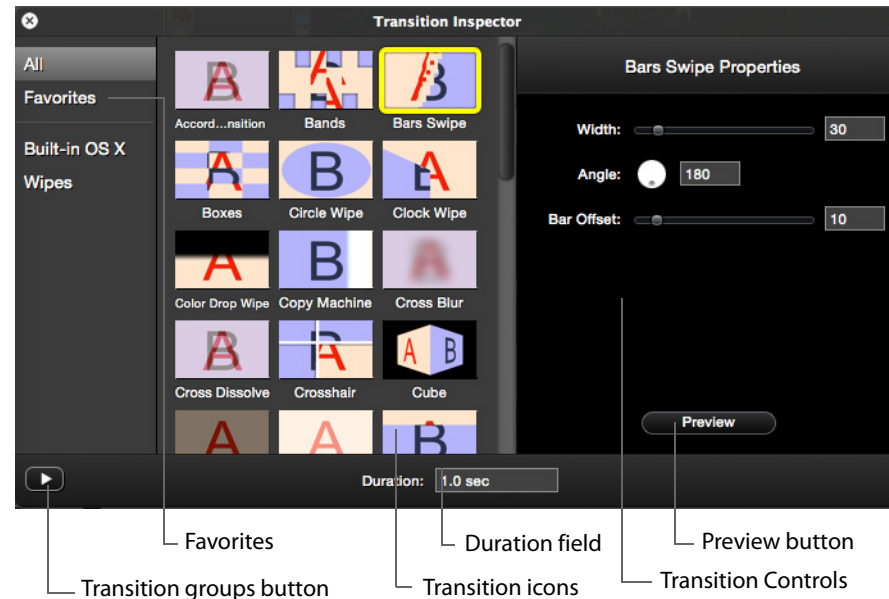 Transition Inspector
All
Favorites
Built-in OS X
Wipes
B A
A
A B
Accord...nsition
Bands
Bars Swipe
A
B
A
Boxes
Circle Wipe
Clock Wipe
A
B
A
Color Drop Wipe
Copy Machine
Cross Blur
B A
A
A B
Cross Dissolve
Crosshair
Cube
A
A
B
Bars Swipe Properties
Width: 30
Angle: 180
Bar Offset: 10
Preview
Duration: 1.0 sec
Favorites
Duration field
Preview button
Transition groups button
Transition icons
Transition Controls